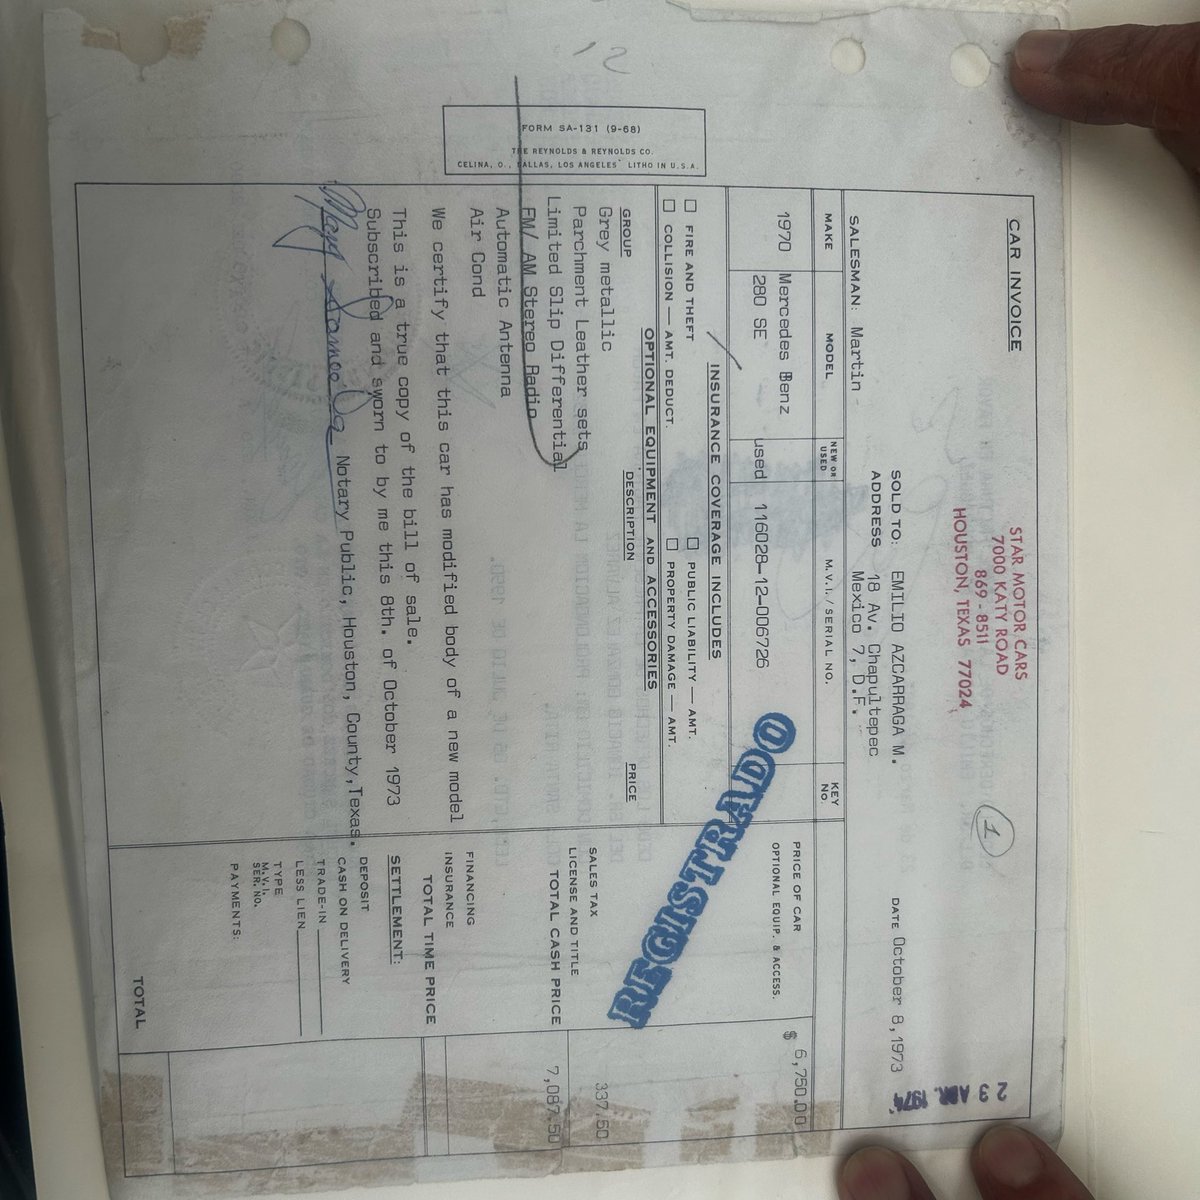 CAR INVOICE
STAR MOTOR CARS
7000 KATY ROAD
869 - 8511
HOUSTON, TEXAS 77024
1
23 ABR. 1974
SOLD TO: EMILIO AZCARRAGA M.
DATE October 8, 1973
ADDRESS 18 Av. Chapultepec
Mexico 7, D.F.
SALESMAN: Martin
MAKE MODEL NEW OR USED M.V.I. / SERIAL NO. KEY NO.
1970 Mercedes Benz
280 SE used 116028-12-006726
PRICE OF CAR $ 6,750.00
OPTIONAL EQUIP. & ACCESS.
REGISTRADO
INSURANCE COVERAGE INCLUDES
FIRE AND THEFT PUBLIC LIABILITY — AMT.
COLLISION — AMT. DEDUCT. PROPERTY DAMAGE — AMT.
OPTIONAL EQUIPMENT AND ACCESSORIES
GROUP DESCRIPTION PRICE
Grey metallic
Parchment Leather sets
Limited Slip Differential
FM/ AM Stereo Radio
Automatic Antenna
Air Cond
We certify that this car has modified body of a new model
This is a true copy of the bill of sale.
Subscribed and sworn to by me this 8th. of October 1973
Notary Public, Houston, County,Texas.
SALES TAX 337.50
LICENSE AND TITLE
TOTAL CASH PRICE 7,087.50
FINANCING
INSURANCE
TOTAL TIME PRICE
SETTLEMENT:
DEPOSIT
CASH ON DELIVERY
TRADE-IN
LESS LIEN
TYPE
M.V.I.
SER. NO.
PAYMENTS:
TOTAL
FORM SA-131 (9-68)
THE REYNOLDS & REYNOLDS CO.
CELINA, O., DALLAS, LOS ANGELES LITHO IN U.S.A.
12